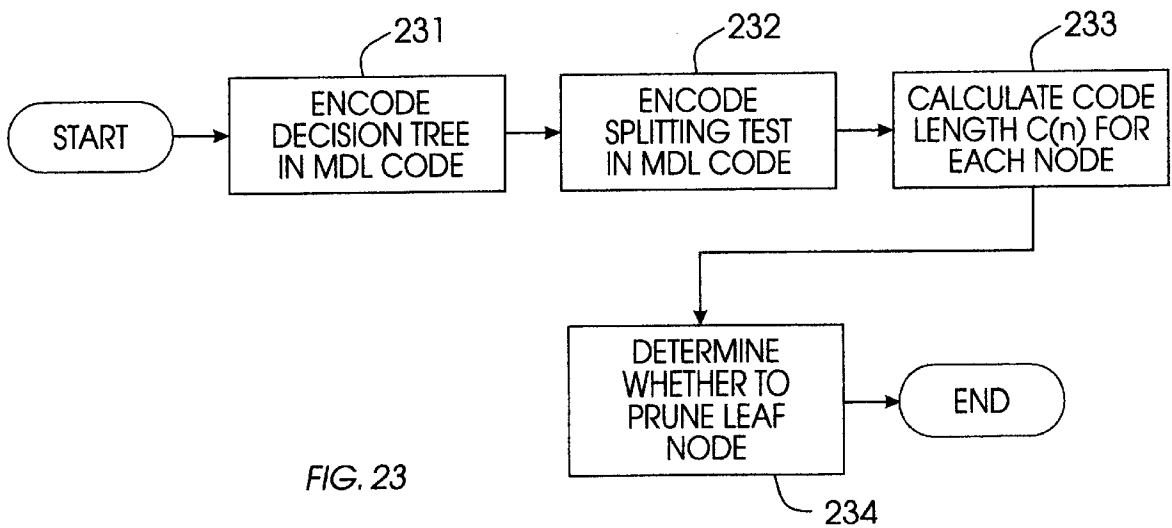 231
232
233
START
ENCODE
DECISION TREE
IN MDL CODE
ENCODE
SPLITTING TEST
IN MDL CODE
CALCULATE CODE
LENGTH C(n) FOR
EACH NODE
DETERMINE
WHETHER TO
PRUNE LEAF
NODE
END
FIG. 23
234